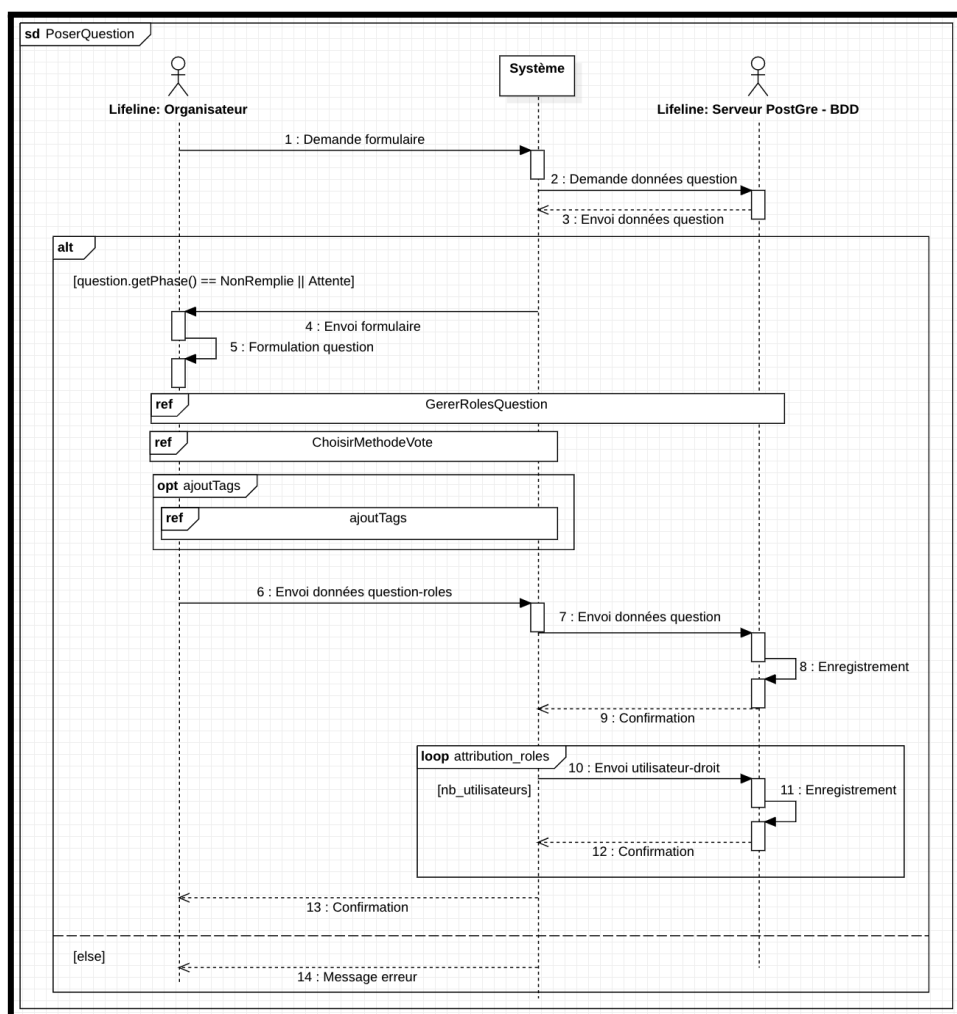 sd PoserQuestion
Système
Lifeline: Organisateur
Lifeline: Serveur PostGre - BDD
1 : Demande formulaire
2 : Demande données question
3 : Envoi données question
alt
[question.getPhase() == NonRemplie || Attente]
4 : Envoi formulaire
5 : Formulation question
ref
GererRolesQuestion
ref
ChoisirMethodeVote
opt ajoutTags
ref
ajoutTags
6 : Envoi données question-roles
7 : Envoi données question
8 : Enregistrement
9 : Confirmation
loop attribution_roles
10 : Envoi utilisateur-droit
[nb_utilisateurs]
11 : Enregistrement
12 : Confirmation
13 : Confirmation
[else]
14 : Message erreur